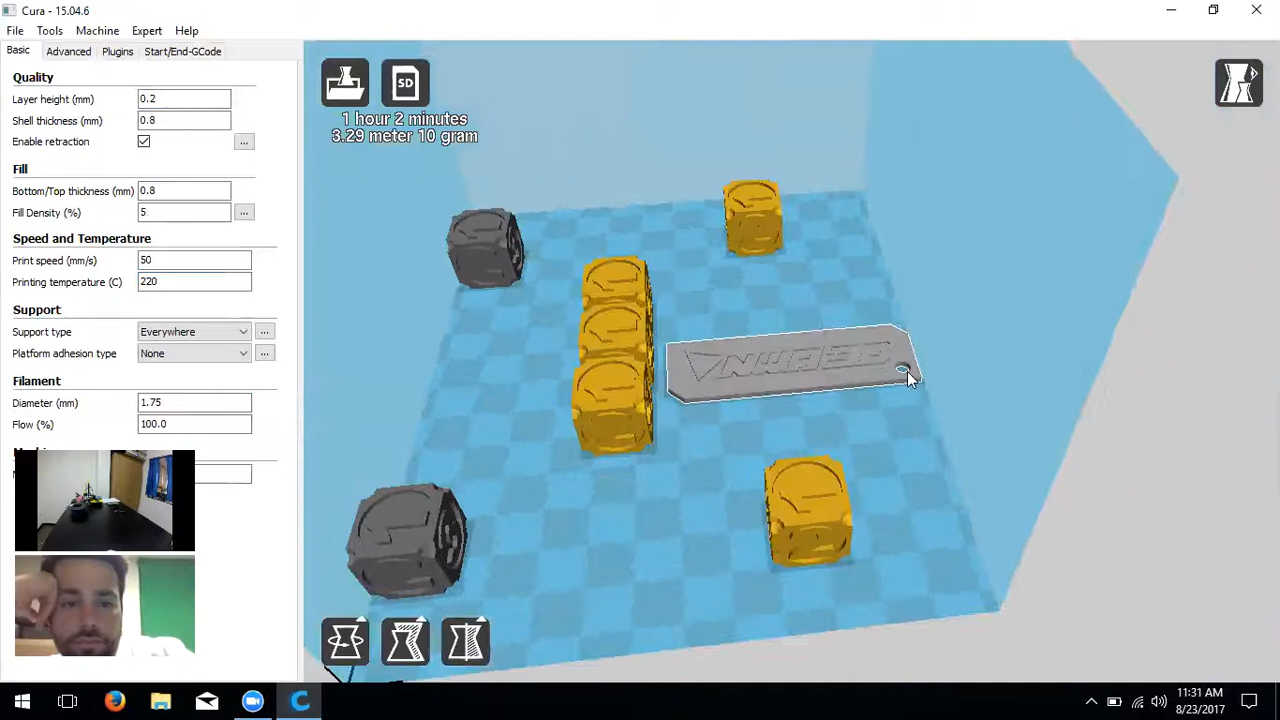 Cura - 15.04.6
File Tools Machine Expert Help
Basic Advanced Plugins Start/End-GCode
Quality
Layer height (mm) 0.2
Shell thickness (mm) 0.8
Enable retraction ...
Fill
Bottom/Top thickness (mm) 0.8
Fill Density (%) 5 ...
Speed and Temperature
Print speed (mm/s) 50
Printing temperature (C) 220
Support
Support type Everywhere ...
Platform adhesion type None ...
Filament
Diameter (mm) 1.75
Flow (%) 100.0
SD
1 hour 2 minutes
3.29 meter 10 gram
NWA3D
11:31 AM
8/23/2017